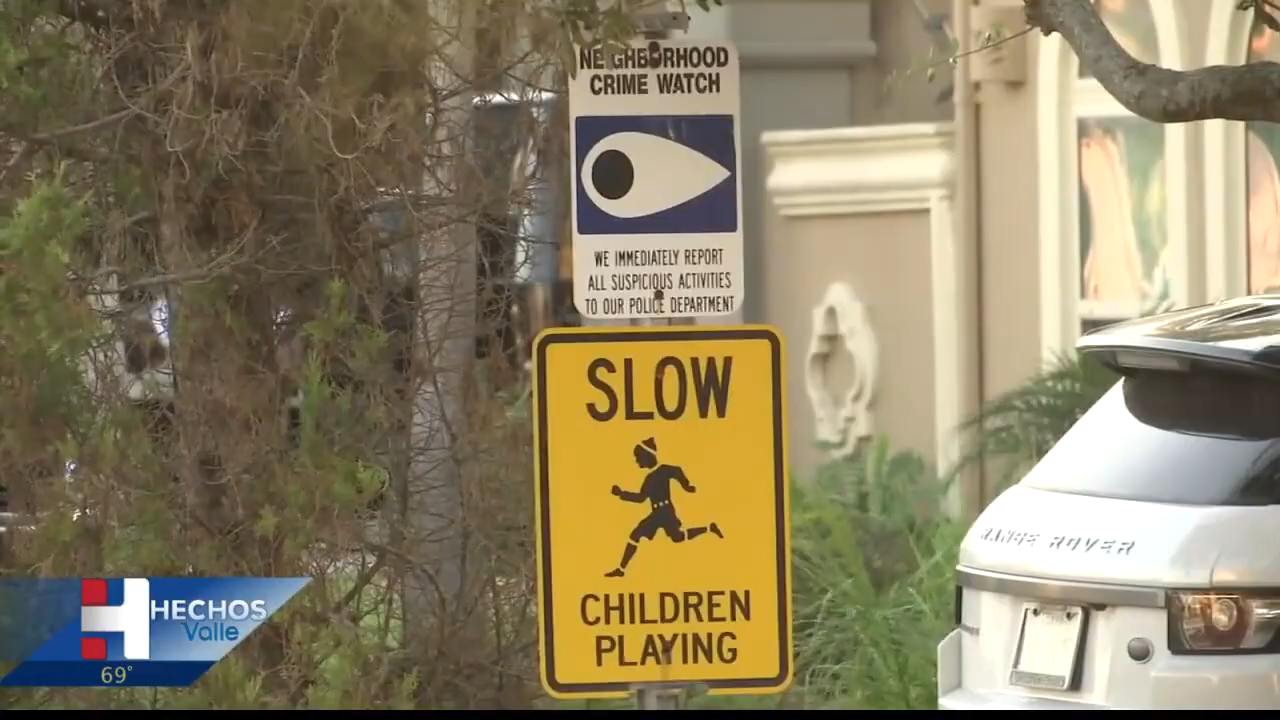 NEIGHBORHOOD
CRIME WATCH
WE IMMEDIATELY REPORT
ALL SUSPICIOUS ACTIVITIES
TO OUR POLICE DEPARTMENT
SLOW
CHILDREN
PLAYING
RANGE ROVER
H HECHOS
Valle
69°